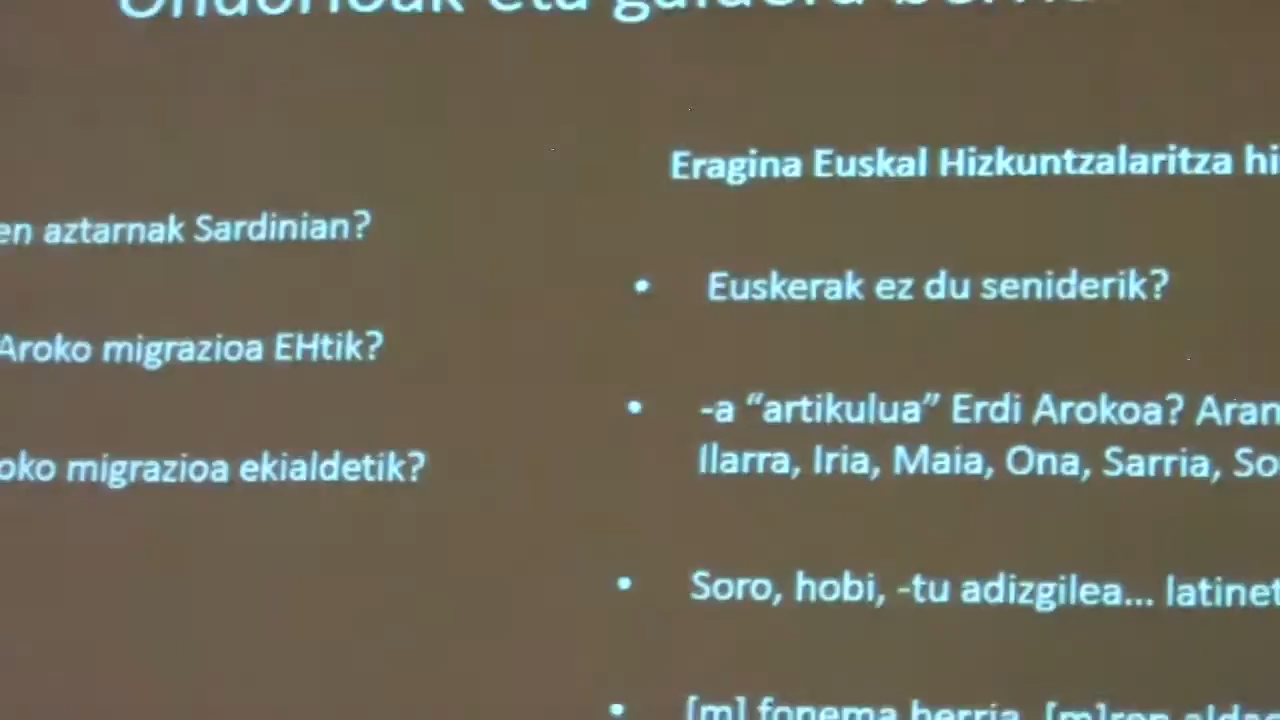 Ondorioak eta galdera berria
Eragina Euskal Hizkuntzalaritza hi
en aztarnak Sardinian?
• Euskerak ez du seniderik?
Aroko migrazioa EHtik?
• -a “artikulua” Erdi Arokoa? Aran
Ilarra, Iria, Maia, Ona, Sarria, So
oko migrazioa ekialdetik?
• Soro, hobi, -tu adizgilea... latinet
• [m] fonema berria, [m]ren aldae